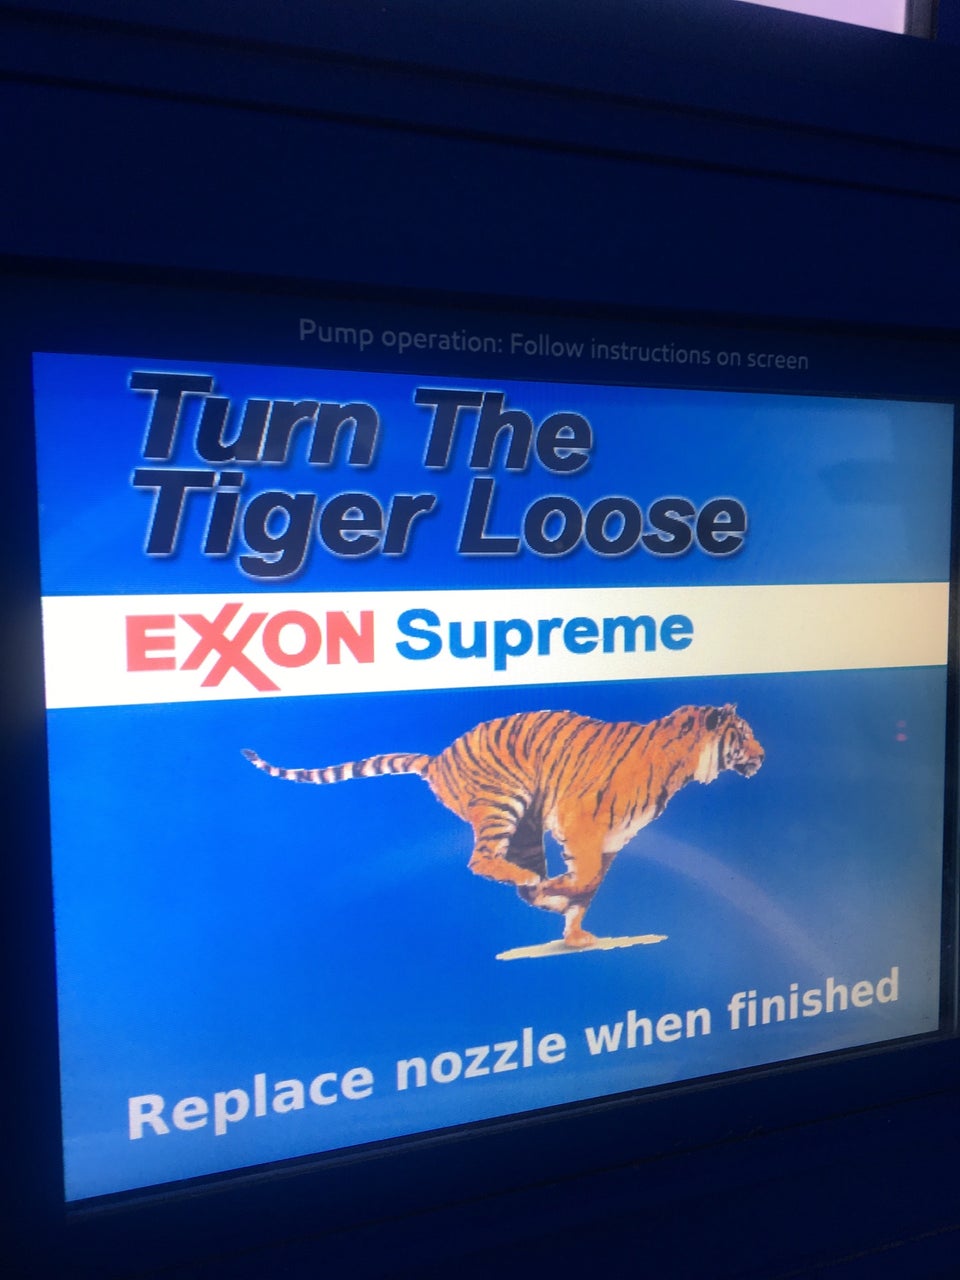 Pump operation: Follow instructions on screen
Turn The
Tiger Loose
EXXON Supreme
Replace nozzle when finished